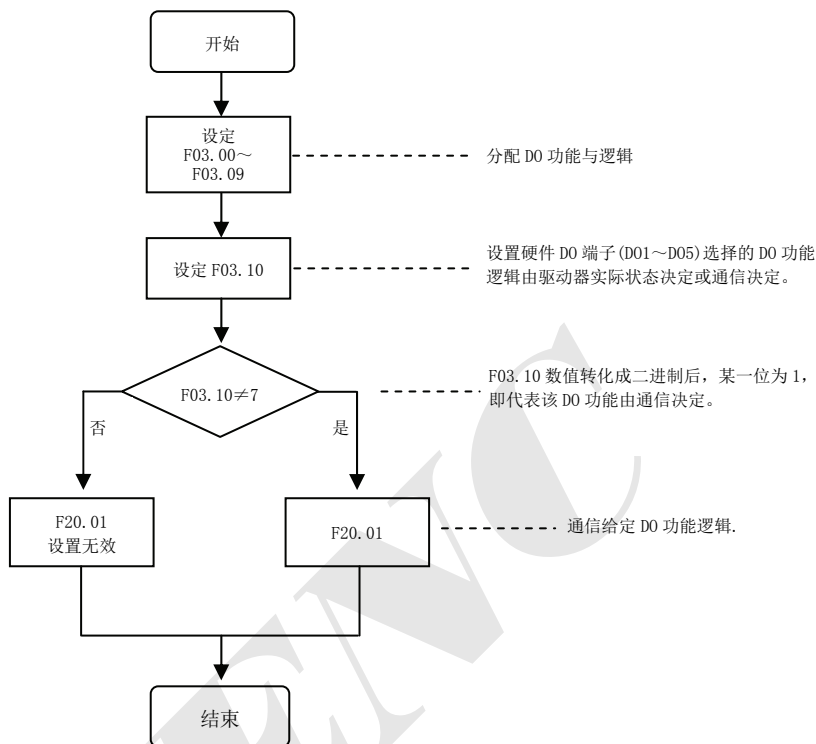 开始
设定
F03.00～
F03.09
分配 DO 功能与逻辑
设定 F03.10
设置硬件 DO 端子(DO1～DO5)选择的 DO 功能
逻辑由驱动器实际状态决定或通信决定。
F03.10≠7
F03.10 数值转化成二进制后，某一位为 1，
即代表该 DO 功能由通信决定。
否
是
F20.01
设置无效
F20.01
通信给定 DO 功能逻辑.
结束
ENC